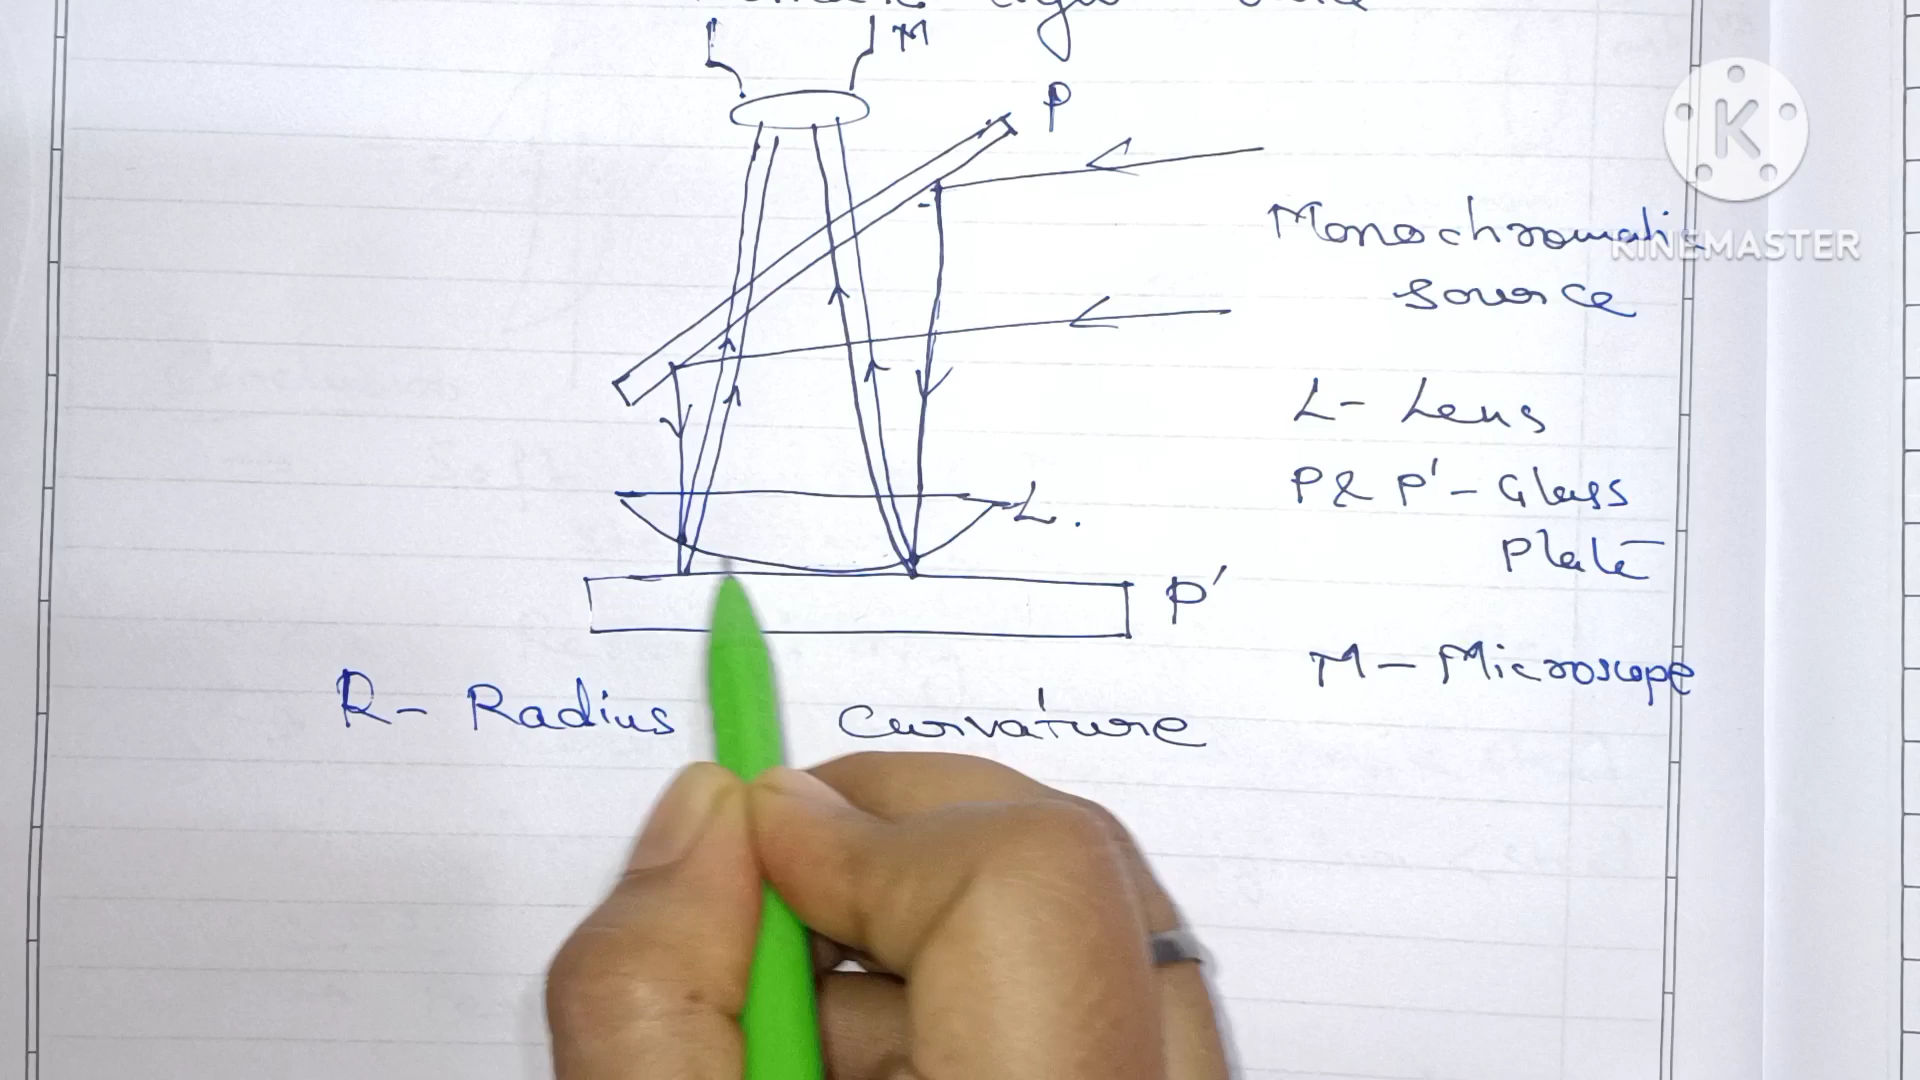 M
P
Monochromatic
source
L - Lens
L.
P & P' - Glass
Plate
P'
M - Microscope
R - Radius Curvature
K
KINEMASTER